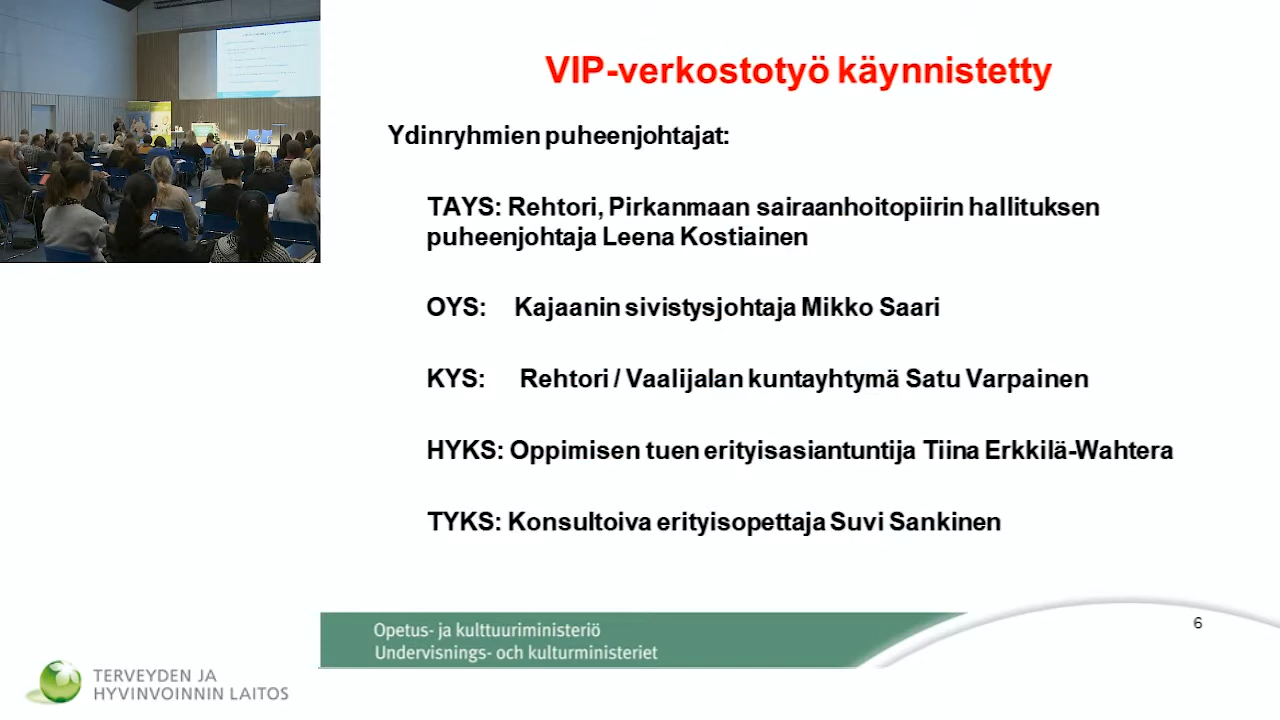 VIP-verkostotyö käynnistetty
Ydinryhmien puheenjohtajat:
TAYS: Rehtori, Pirkanmaan sairaanhoitopiirin hallituksen
puheenjohtaja Leena Kostiainen
OYS: Kajaanin sivistysjohtaja Mikko Saari
KYS: Rehtori / Vaalijalan kuntayhtymä Satu Varpainen
HYKS: Oppimisen tuen erityisasiantuntija Tiina Erkkilä-Wahtera
TYKS: Konsultoiva erityisopettaja Suvi Sankinen
Opetus- ja kulttuuriministeriö
Undervisnings- och kulturministeriet
6
TERVEYDEN JA
HYVINVOINNIN LAITOS